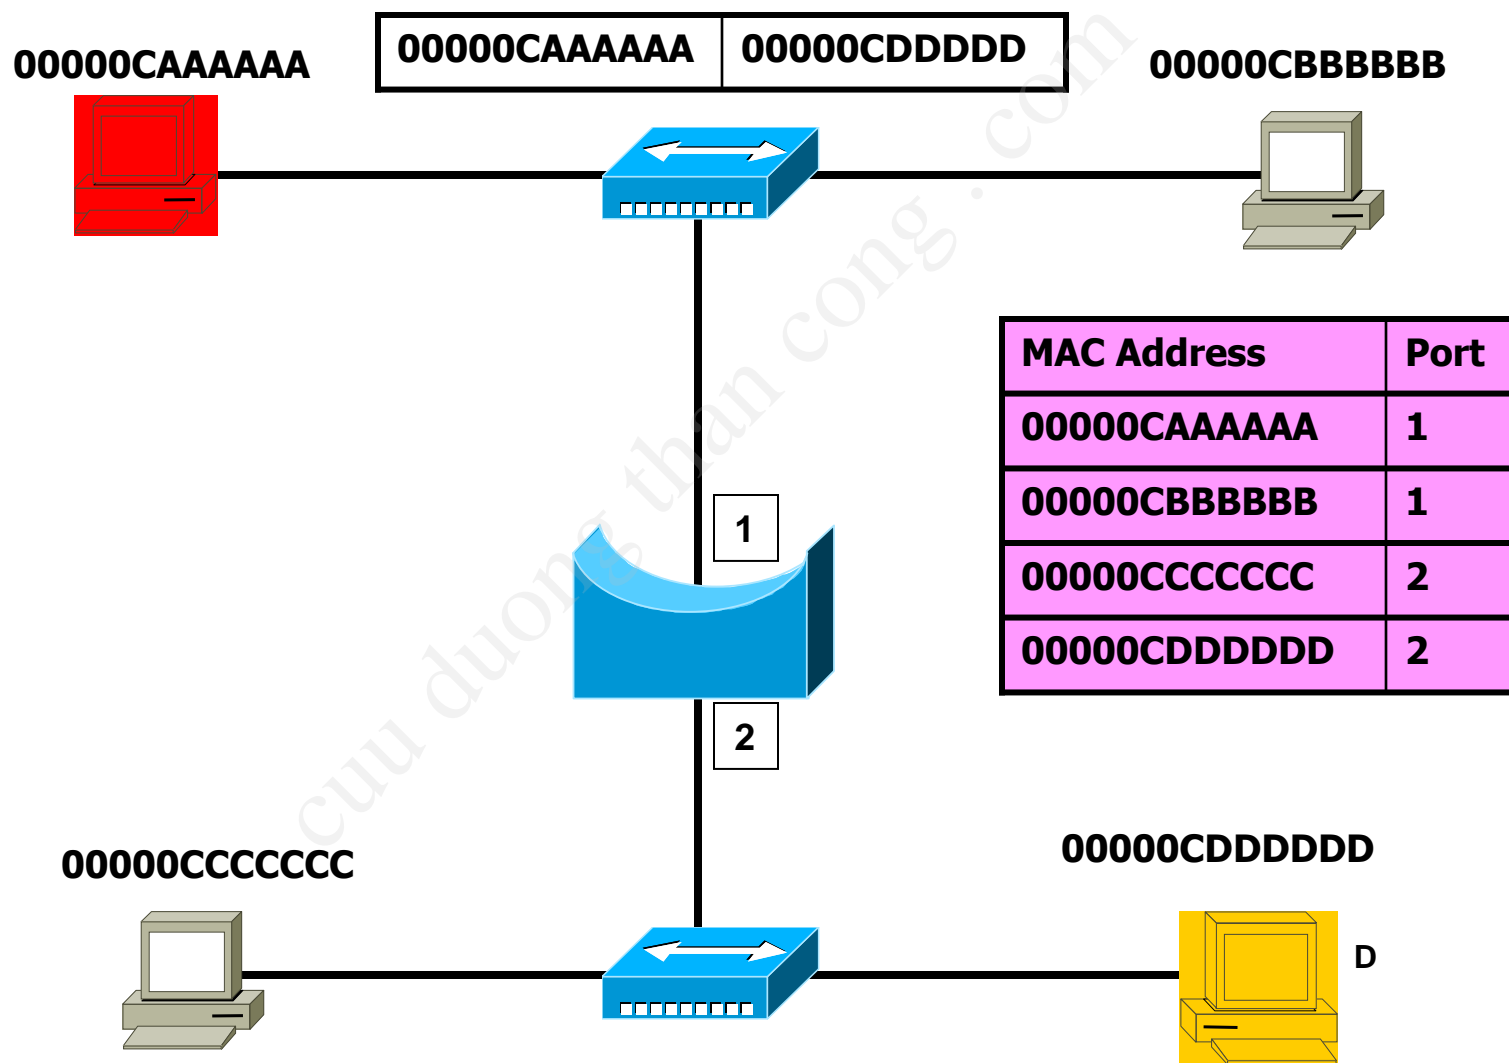 00000CAAAAAA 00000CDDDDD
00000CAAAAAA
00000CBBBBBB
MAC Address Port
00000CAAAAAA 1
00000CBBBBBB 1
00000CCCCCCC 2
00000CDDDDDD 2
1
2
00000CCCCCCC
00000CDDDDDD
D
cuu duong than cong . com